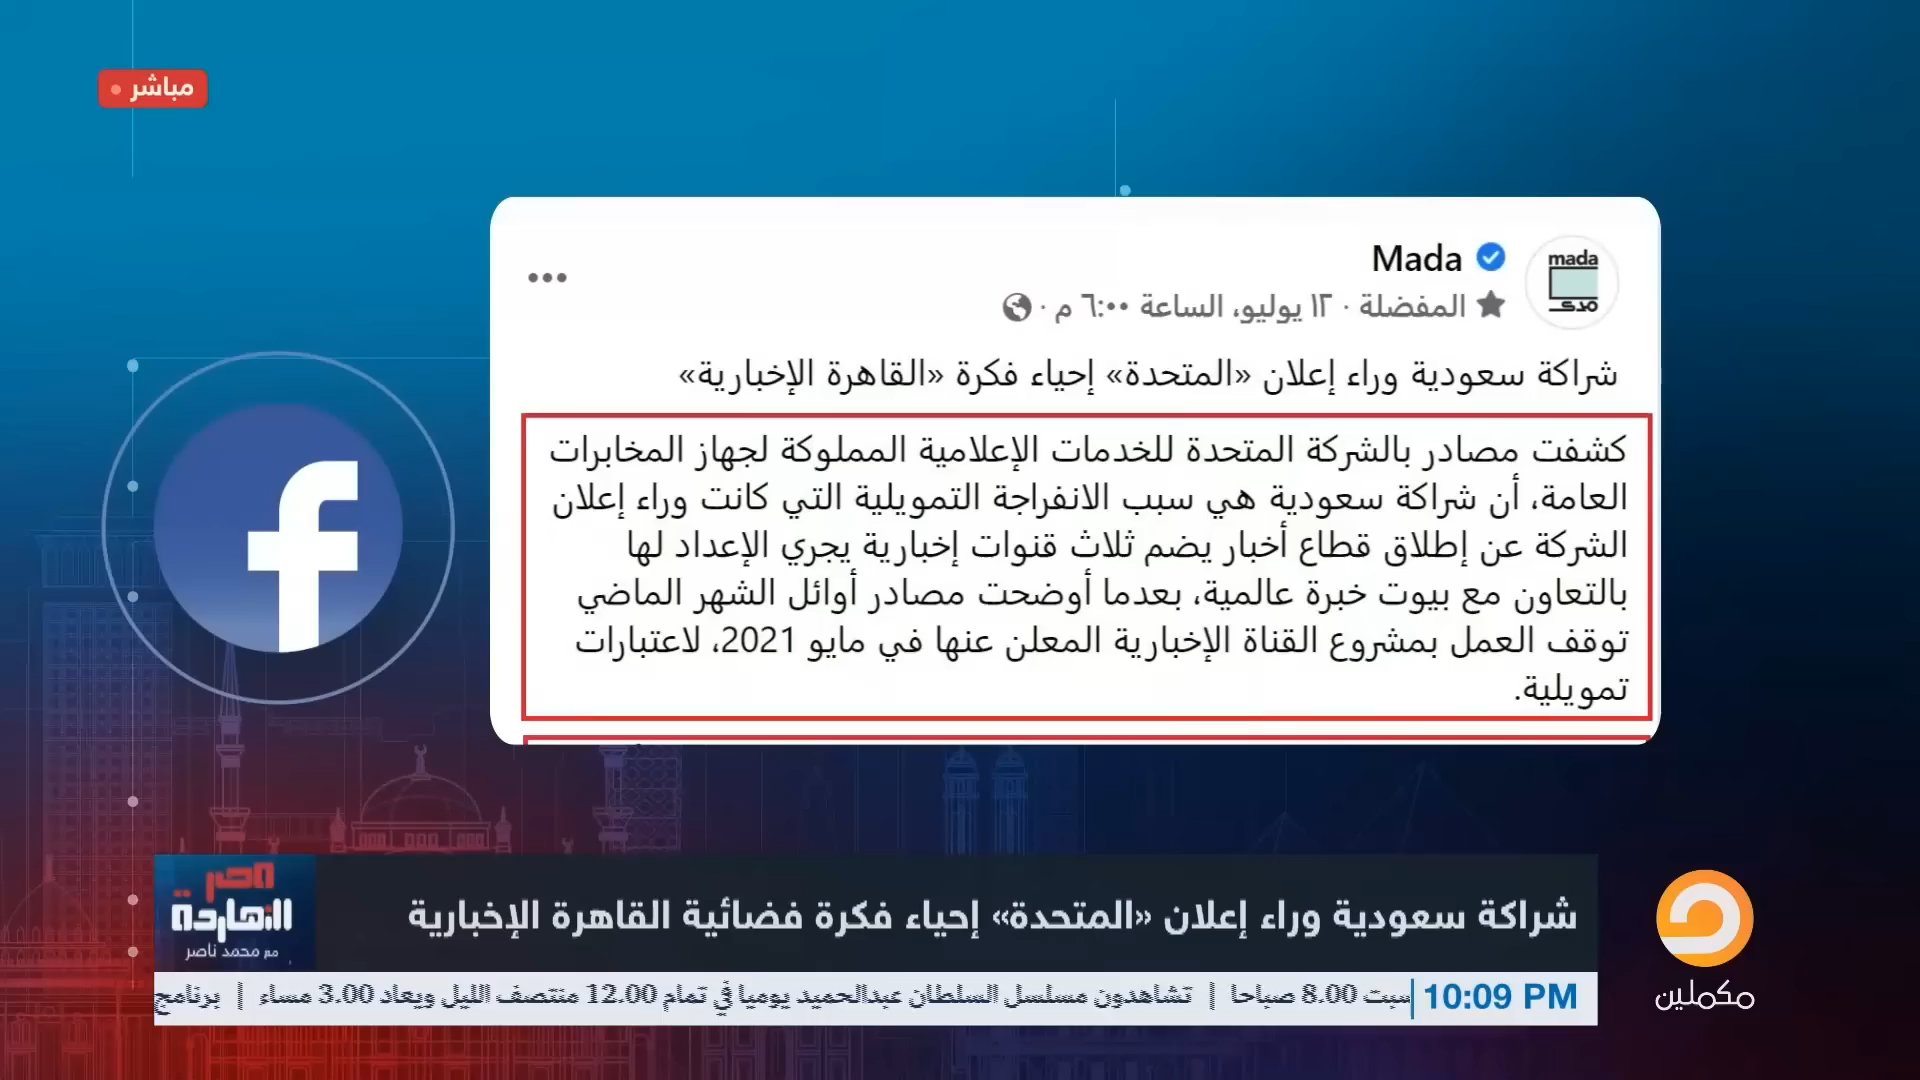 مباشر
Mada
mada
مدى
المفضلة · ١٢ يوليو، الساعة ٦:٠٠ م ·
شراكة سعودية وراء إعلان «المتحدة» إحياء فكرة «القاهرة الإخبارية»
كشفت مصادر بالشركة المتحدة للخدمات الإعلامية المملوكة لجهاز المخابرات
العامة، أن شراكة سعودية هي سبب الانفراجة التمويلية التي كانت وراء إعلان
الشركة عن إطلاق قطاع أخبار يضم ثلاث قنوات إخبارية يجري الإعداد لها
بالتعاون مع بيوت خبرة عالمية، بعدما أوضحت مصادر أوائل الشهر الماضي
توقف العمل بمشروع القناة الإخبارية المعلن عنها في مايو 2021، لاعتبارات
تمويلية.
مصر
النهاردة
مع محمد ناصر
شراكة سعودية وراء إعلان «المتحدة» إحياء فكرة فضائية القاهرة الإخبارية
10:09 PM
سبت 8.00 صباحا | تشاهدون مسلسل السلطان عبدالحميد يوميا في تمام 12.00 منتصف الليل ويعاد 3.00 مساء | برنامج
مكملين